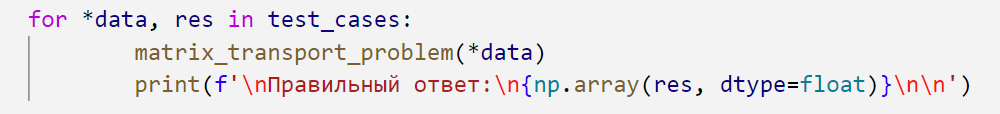 for *data, res in test_cases:
        matrix_transport_problem(*data)
        print(f'\nПравильный ответ:\n{np.array(res, dtype=float)}\n\n')